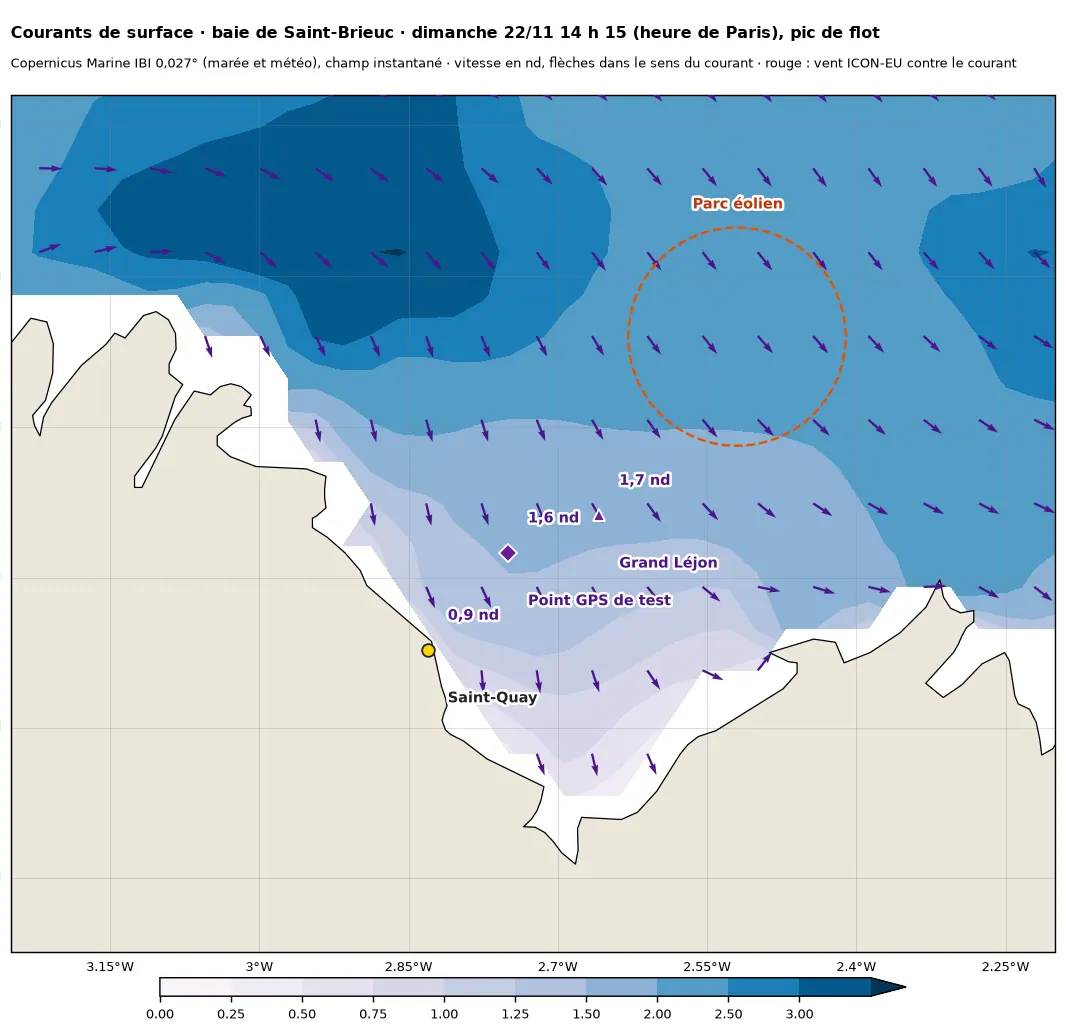 Courants de surface · baie de Saint-Brieuc · dimanche 22/11 14 h 15 (heure de Paris), pic de flot
Copernicus Marine IBI 0,027° (marée et météo), champ instantané · vitesse en nd, flèches dans le sens du courant · rouge : vent ICON-EU contre le courant
Parc éolien
1,7 nd
1,6 nd
Grand Léjon
Point GPS de test
0,9 nd
Saint-Quay
3.15°W 3°W 2.85°W 2.7°W 2.55°W 2.4°W 2.25°W
0.00 0.25 0.50 0.75 1.00 1.25 1.50 2.00 2.50 3.00